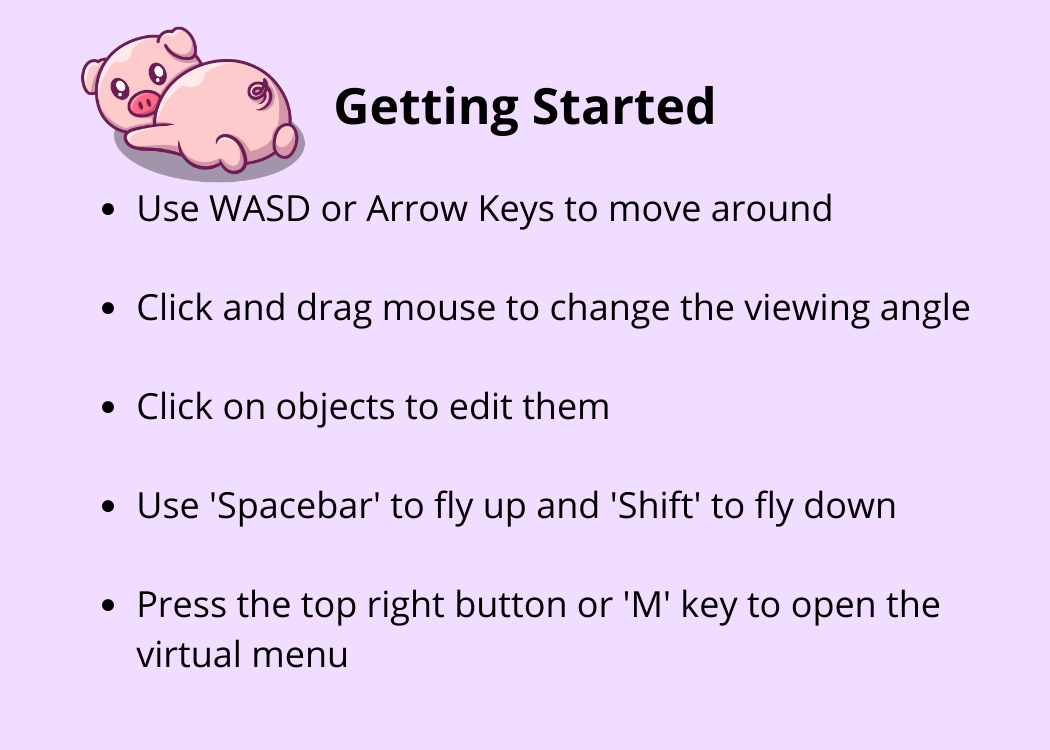 Getting Started
• Use WASD or Arrow Keys to move around
• Click and drag mouse to change the viewing angle
• Click on objects to edit them
• Use 'Spacebar' to fly up and 'Shift' to fly down
• Press the top right button or 'M' key to open the
virtual menu